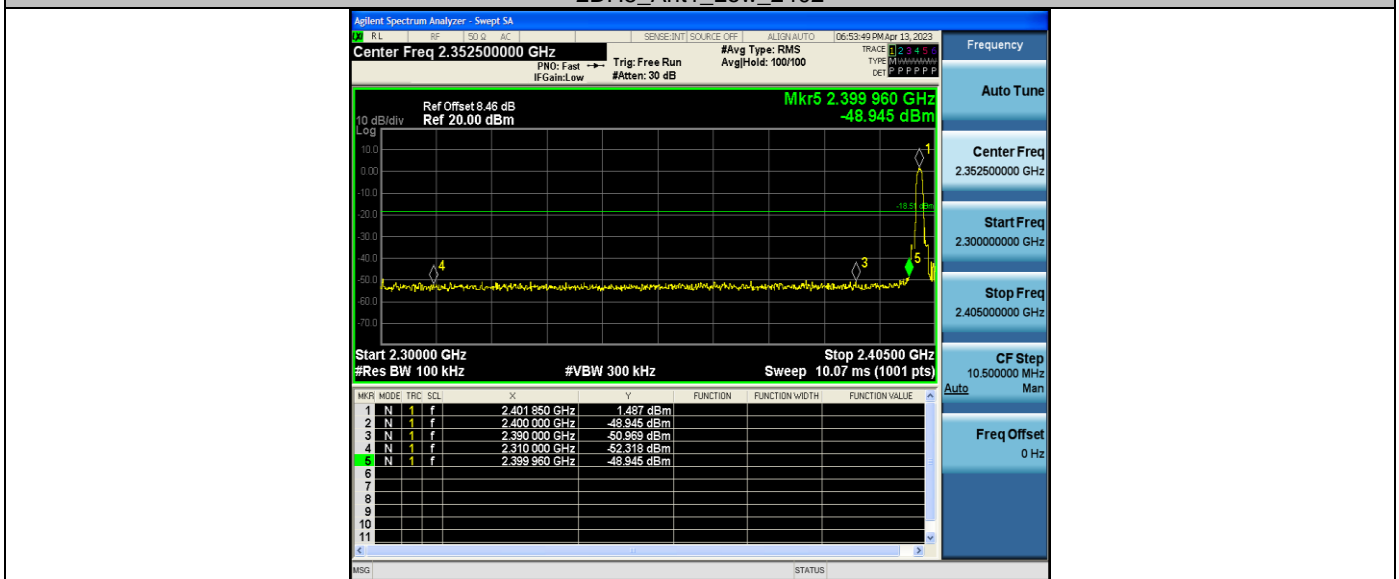 Agilent Spectrum Analyzer - Swept SA
RL RF 50 Ω AC SENSE:INT SOURCE OFF ALIGNAUTO 06:53:49 PM Apr 13, 2023
Center Freq 2.352500000 GHz
PNO: Fast
IFGain:Low
Trig: Free Run
#Atten: 30 dB
#Avg Type: RMS
Avg|Hold: 100/100
TRACE 1 2 3 4 5 6
TYPE M
DET P P P P P P
Ref Offset 8.46 dB
10 dB/div Ref 20.00 dBm
Log
Mkr5 2.399 960 GHz
-48.945 dBm
10.0
0.00
-10.0
-20.0
-30.0
-40.0
-50.0
-60.0
-70.0
1
-18.51 dBm
4
3
5
Start 2.30000 GHz Stop 2.40500 GHz
#Res BW 100 kHz #VBW 300 kHz Sweep 10.07 ms (1001 pts)
MKR MODE TRC SCL X Y FUNCTION FUNCTION WIDTH FUNCTION VALUE
1 N 1 f 2.401 850 GHz 1.487 dBm
2 N 1 f 2.400 000 GHz -48.945 dBm
3 N 1 f 2.390 000 GHz -50.969 dBm
4 N 1 f 2.310 000 GHz -52.318 dBm
5 N 1 f 2.399 960 GHz -48.945 dBm
6
7
8
9
10
11
MSG STATUS
Frequency
Auto Tune
Center Freq
2.352500000 GHz
Start Freq
2.300000000 GHz
Stop Freq
2.405000000 GHz
CF Step
10.500000 MHz
Auto Man
Freq Offset
0 Hz